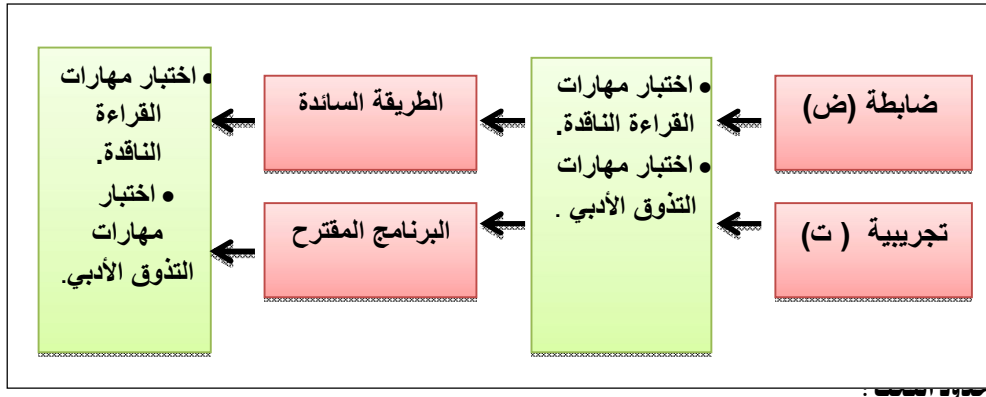 ضابطة (ض)
تجريبية ( ت)
• اختبار مهارات
القراءة الناقدة.
• اختبار مهارات
التذوق الأدبي .
الطريقة السائدة
البرنامج المقترح
• اختبار مهارات
القراءة
الناقدة.
• اختبار
مهارات
التذوق الأدبي.